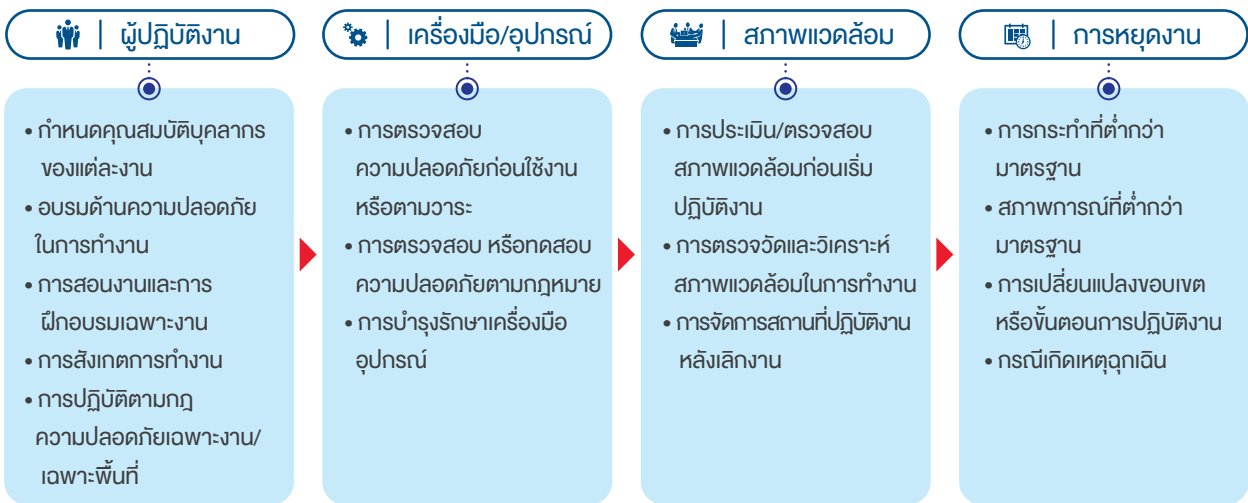 ผู้ปฏิบัติงาน
• กำหนดคุณสมบัติบุคลากร
ของแต่ละงาน
• อบรมด้านความปลอดภัย
ในการทำงาน
• การสอนงานและการ
ฝึกอบรมเฉพาะงาน
• การสังเกตการทำงาน
• การปฏิบัติตามกฎ
ความปลอดภัยเฉพาะงาน/
เฉพาะพื้นที่
เครื่องมือ/อุปกรณ์
• การตรวจสอบ
ความปลอดภัยก่อนใช้งาน
หรือตามวาระ
• การตรวจสอบ หรือทดสอบ
ความปลอดภัยตามกฎหมาย
• การบำรุงรักษาเครื่องมือ
อุปกรณ์
สภาพแวดล้อม
• การประเมิน/ตรวจสอบ
สภาพแวดล้อมก่อนเริ่ม
ปฏิบัติงาน
• การตรวจวัดและวิเคราะห์
สภาพแวดล้อมในการทำงาน
• การจัดการสถานที่ปฏิบัติงาน
หลังเลิกงาน
การหยุดงาน
• การกระทำที่ต่ำกว่า
มาตรฐาน
• สภาพการณ์ที่ต่ำกว่า
มาตรฐาน
• การเปลี่ยนแปลงขอบเขต
หรือขั้นตอนการปฏิบัติงาน
• กรณีเกิดเหตุฉุกเฉิน